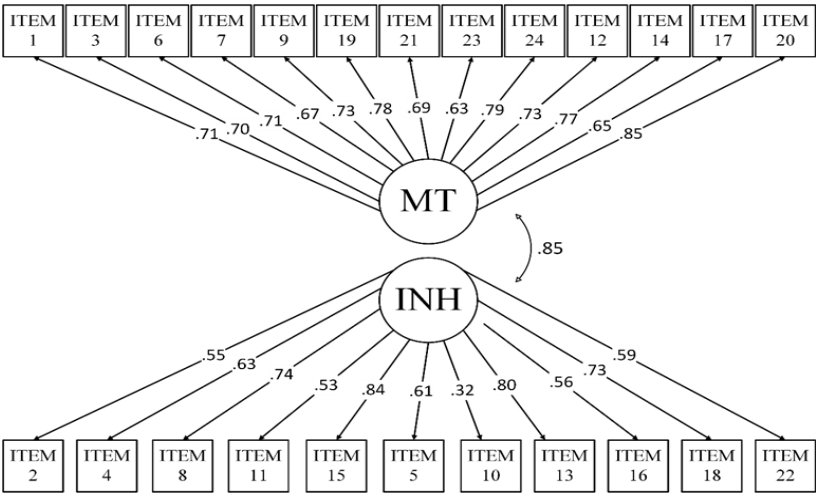 ITEM 1 ITEM 3 ITEM 6 ITEM 7 ITEM 9 ITEM 19 ITEM 21 ITEM 23 ITEM 24 ITEM 12 ITEM 14 ITEM 17 ITEM 20
.71 .70 .71 .67 .73 .78 .69 .63 .79 .73 .77 .65 .85
MT
.85
INH
.55 .63 .74 .53 .84 .61 .32 .80 .56 .73 .59
ITEM 2 ITEM 4 ITEM 8 ITEM 11 ITEM 15 ITEM 5 ITEM 10 ITEM 13 ITEM 16 ITEM 18 ITEM 22